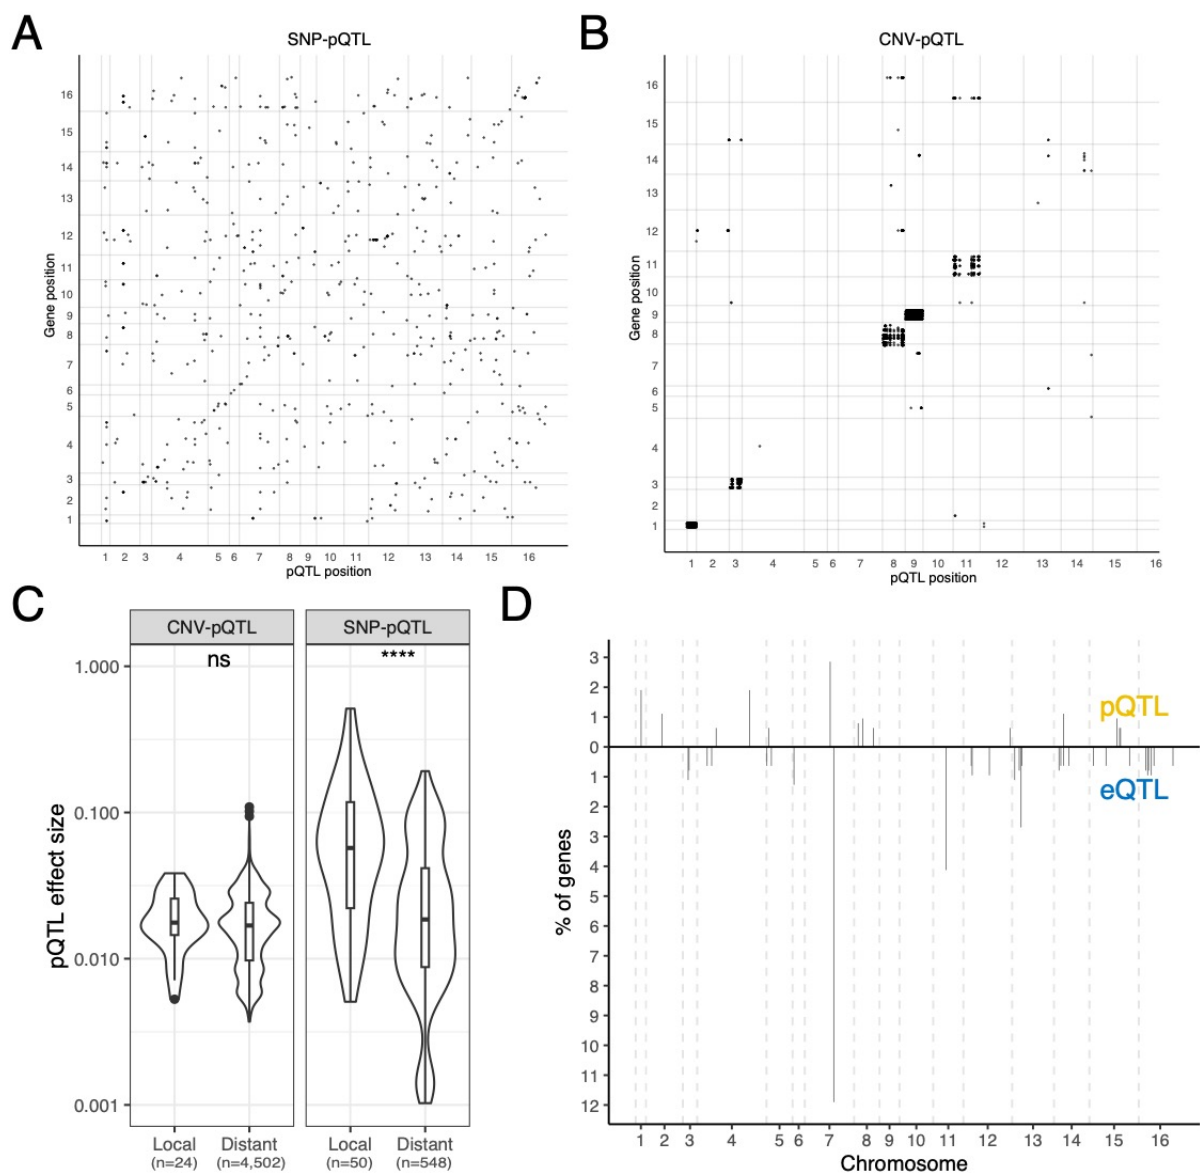 A
SNP-pQTL
Gene position
16
15
14
13
12
11
10
9
8
7
6
5
4
3
2
1
1 2 3 4 5 6 7 8 9 10 11 12 13 14 15 16
pQTL position
B
CNV-pQTL
Gene position
16
15
14
13
12
11
10
9
8
7
6
5
4
3
2
1
1 2 3 4 5 6 7 8 9 10 11 12 13 14 15 16
pQTL position
C
CNV-pQTL SNP-pQTL
ns ****
pQTL effect size
1.000
0.100
0.010
0.001
Local Distant Local Distant
(n=24) (n=4,502) (n=50) (n=548)
D
% of genes
3
2
1
0
1
2
3
4
5
6
7
8
9
10
11
12
pQTL
eQTL
1 2 3 4 5 6 7 8 9 10 11 12 13 14 15 16
Chromosome